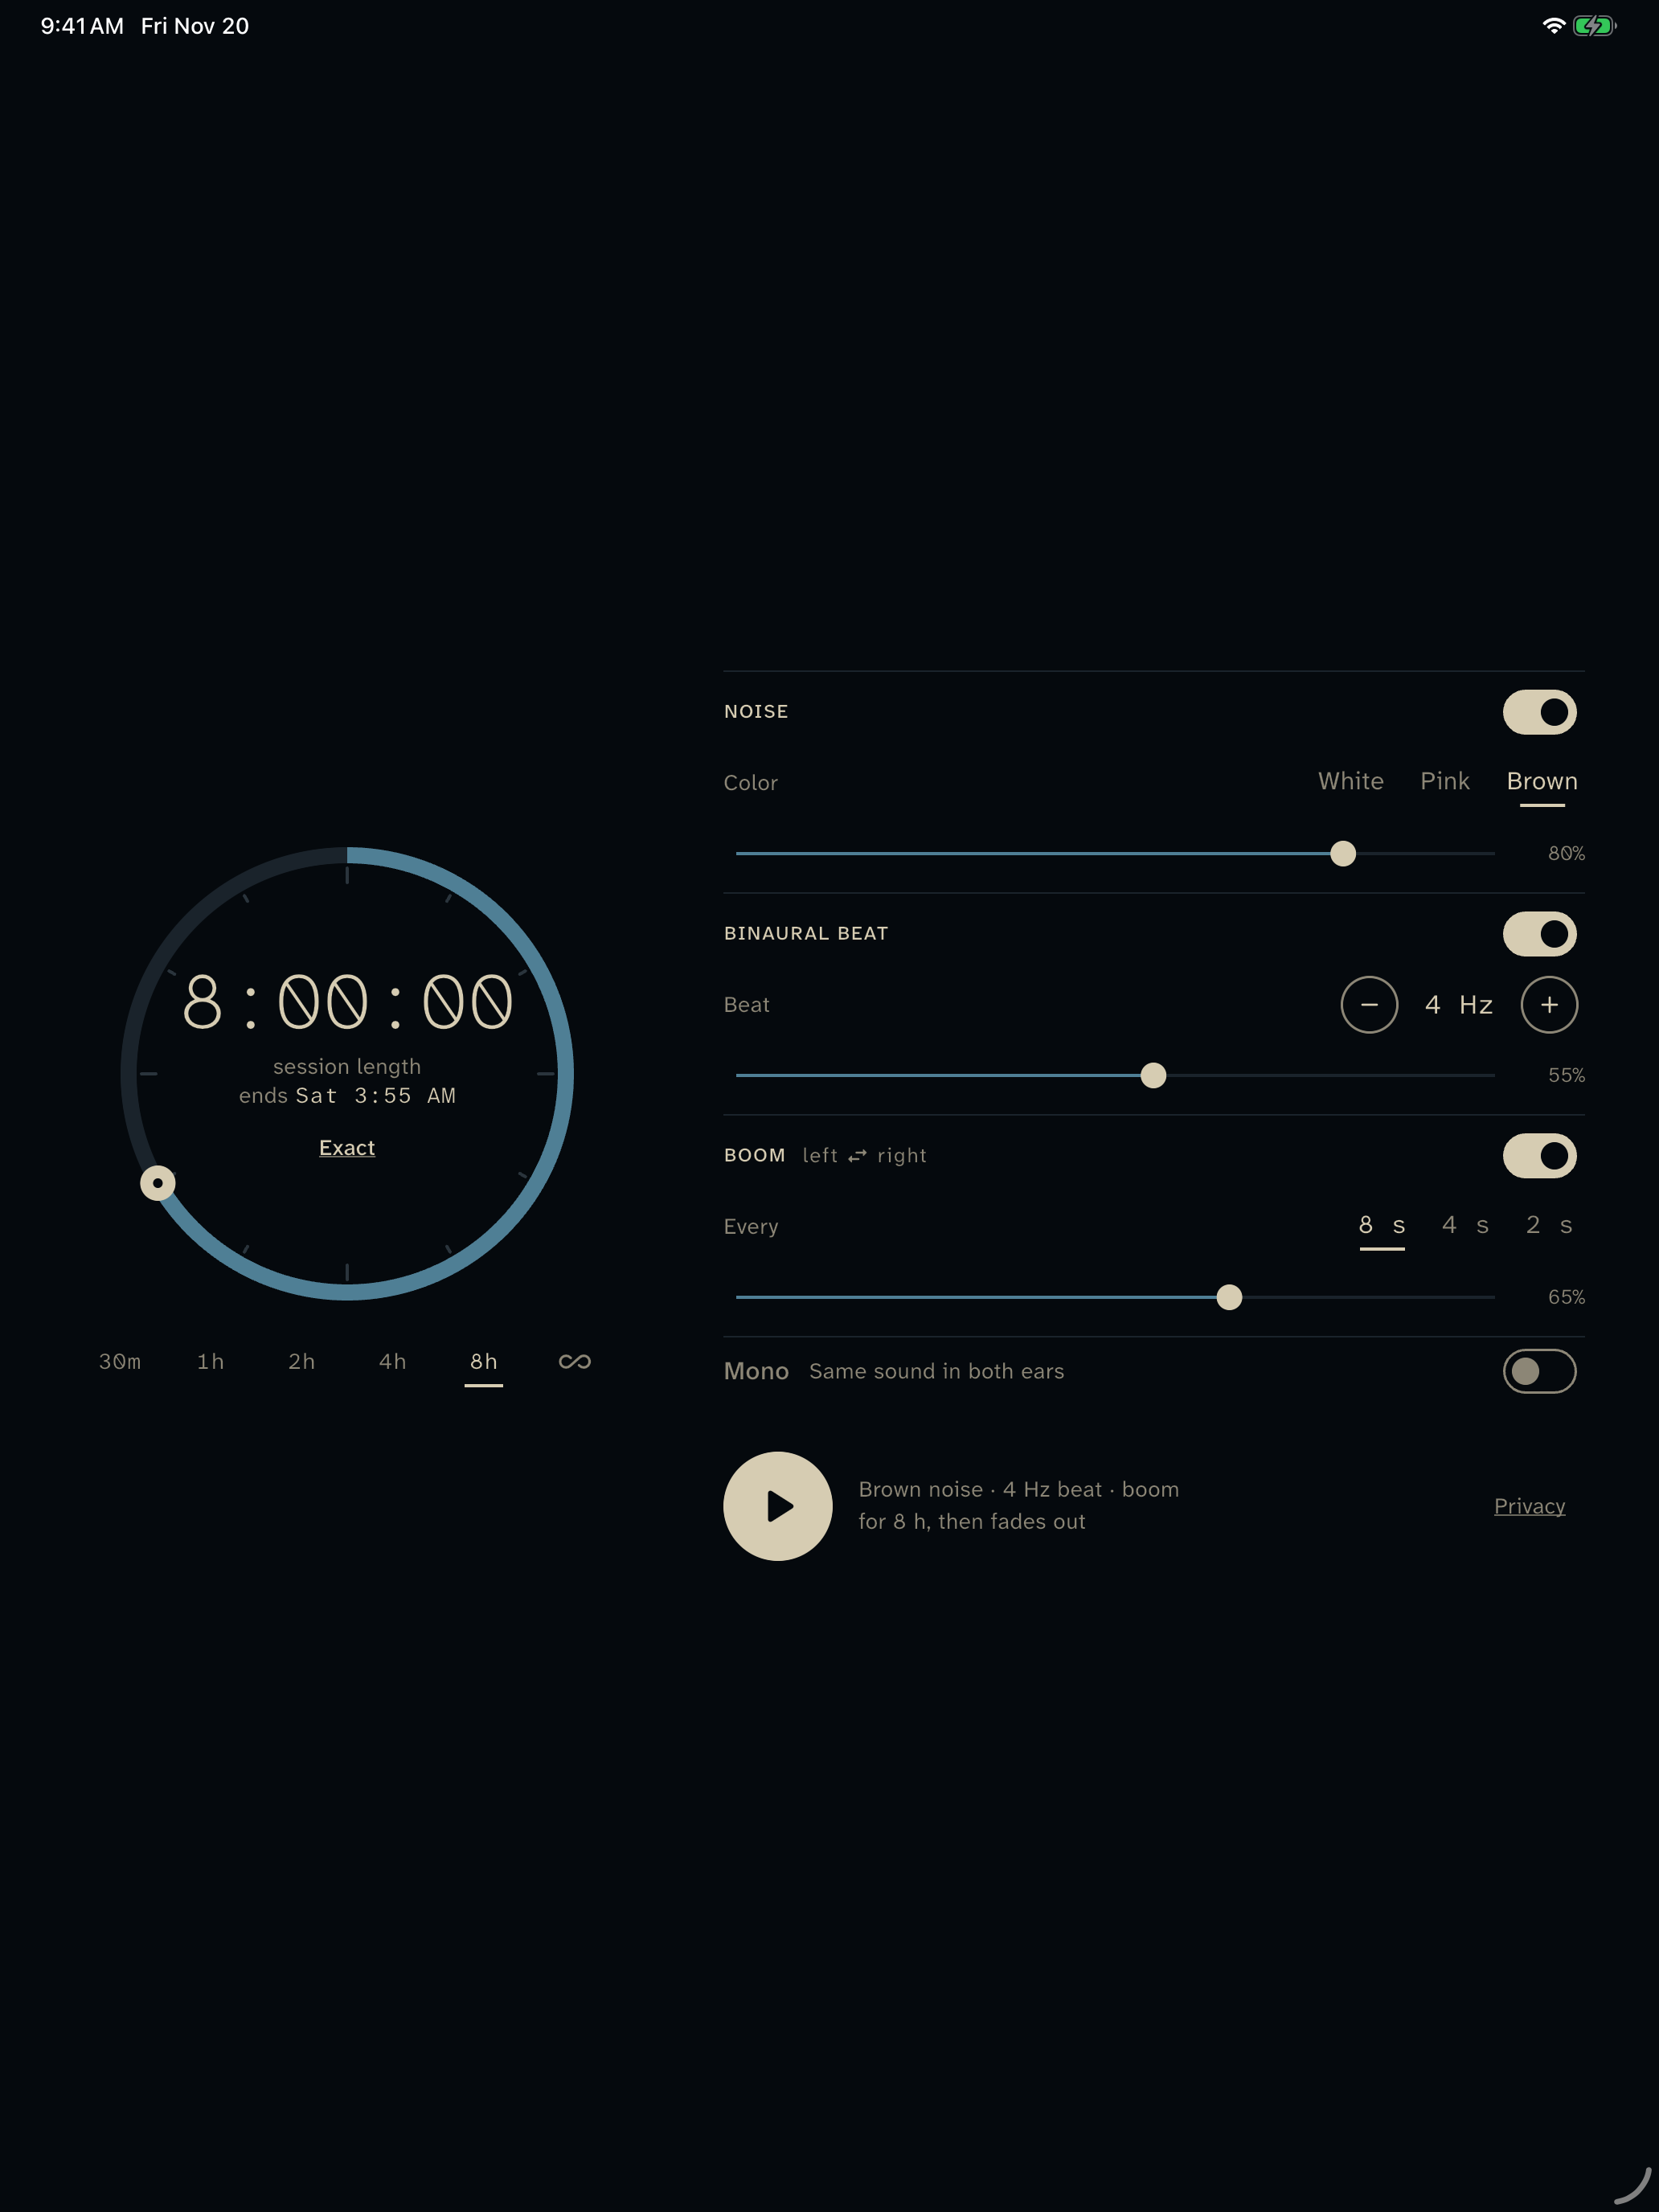 9:41 AM Fri Nov 20
8:00:00
session length
ends Sat 3:55 AM
Exact
30m 1h 2h 4h 8h ∞
NOISE
Color White Pink Brown
80%
BINAURAL BEAT
Beat − 4 Hz +
55%
BOOM left ⇄ right
Every 8 s 4 s 2 s
65%
Mono Same sound in both ears
Brown noise · 4 Hz beat · boom
for 8 h, then fades out
Privacy